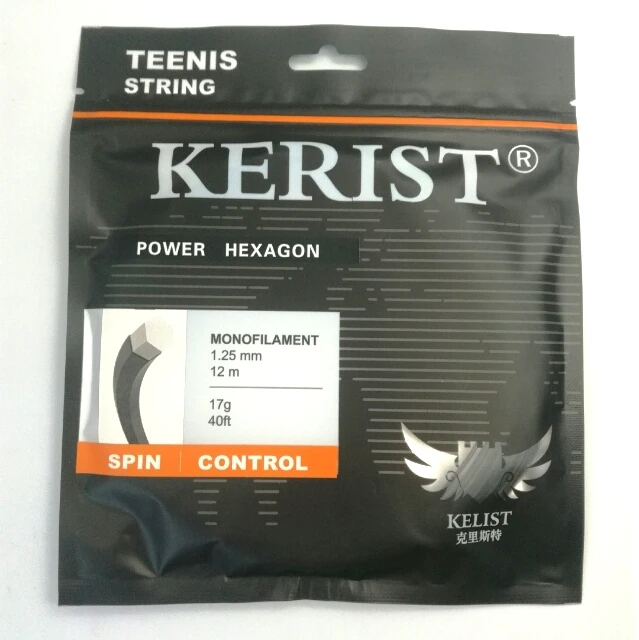 TEENIS
STRING
KERIST®
POWER HEXAGON
MONOFILAMENT
1.25 mm
12 m
17g
40ft
SPIN | CONTROL
KELIST
克里斯特